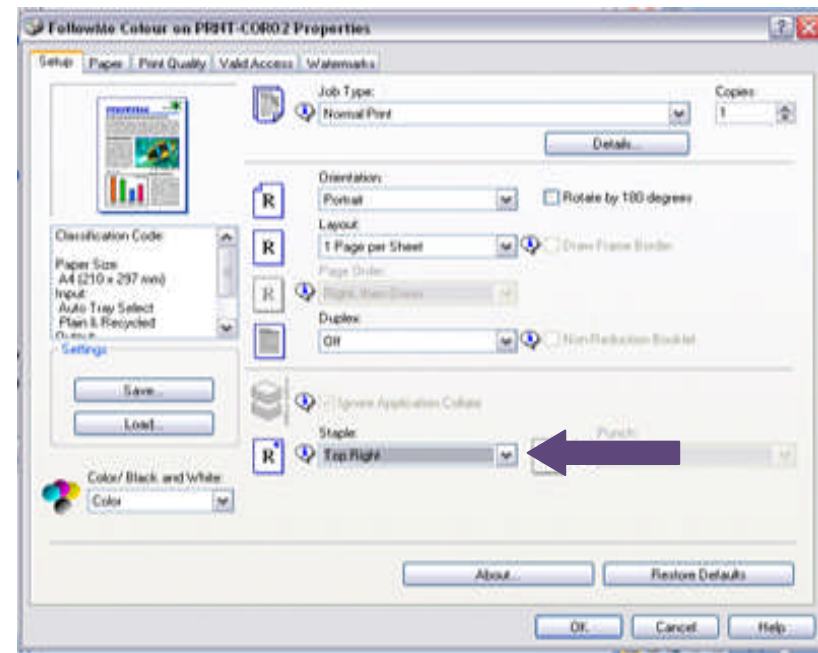 FollowMe Colour on PRNT-COR02 Properties
Setup Paper Print Quality Valid Access Watermarks
Job Type:
Normal Print
Copies:
1
Details...
Orientation:
Portrait
Rotate by 180 degrees
Layout:
1 Page per Sheet
Draw Frame Border
Page Order:
Right, then Down
Duplex:
Off
Non-Reduction Booklet
Classification Code:
Paper Size
A4 (210 x 297 mm)
Input
Auto Tray Select
Plain & Recycled
Settings
Save...
Load...
Ignore Application Collate
Staple:
Top Right
Punch:
Color/ Black and White:
Color
About...
Restore Defaults
OK
Cancel
Help